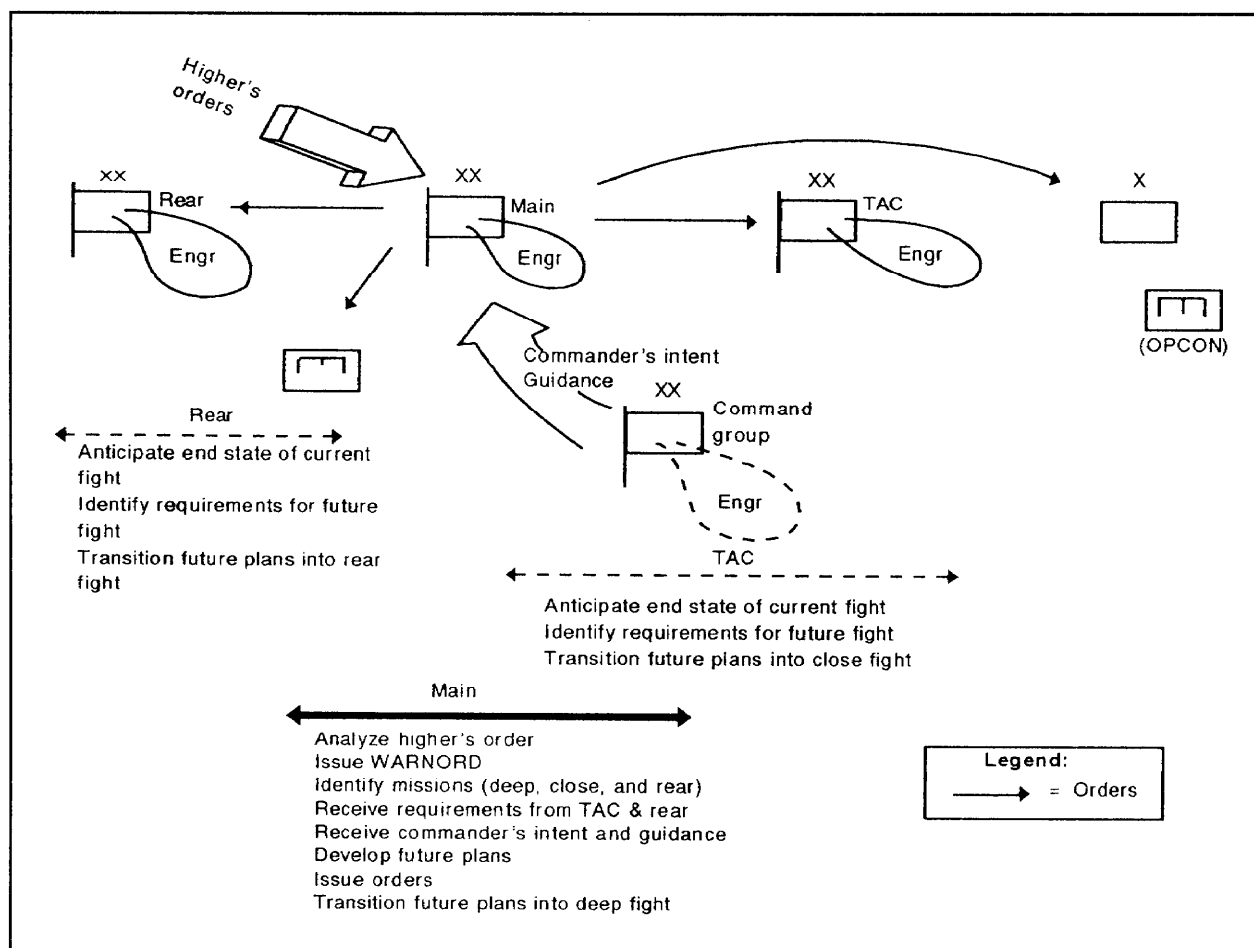 Higher's
orders
XX
Rear
Engr
XX
Main
Engr
XX
TAC
Engr
X
(OPCON)
Commander's intent
Guidance
XX
Command
group
Engr
Rear
Anticipate end state of current
fight
Identify requirements for future
fight
Transition future plans into rear
fight
TAC
Anticipate end state of current fight
Identify requirements for future fight
Transition future plans into close fight
Main
Analyze higher's order
Issue WARNORD
Identify missions (deep, close, and rear)
Receive requirements from TAC & rear
Receive commander's intent and guidance
Develop future plans
Issue orders
Transition future plans into deep fight
Legend:
= Orders